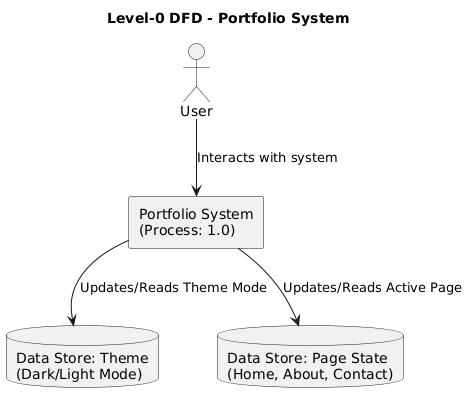 Level-0 DFD - Portfolio System
User
Interacts with system
Portfolio System
(Process: 1.0)
Updates/Reads Theme Mode
Updates/Reads Active Page
Data Store: Theme
(Dark/Light Mode)
Data Store: Page State
(Home, About, Contact)